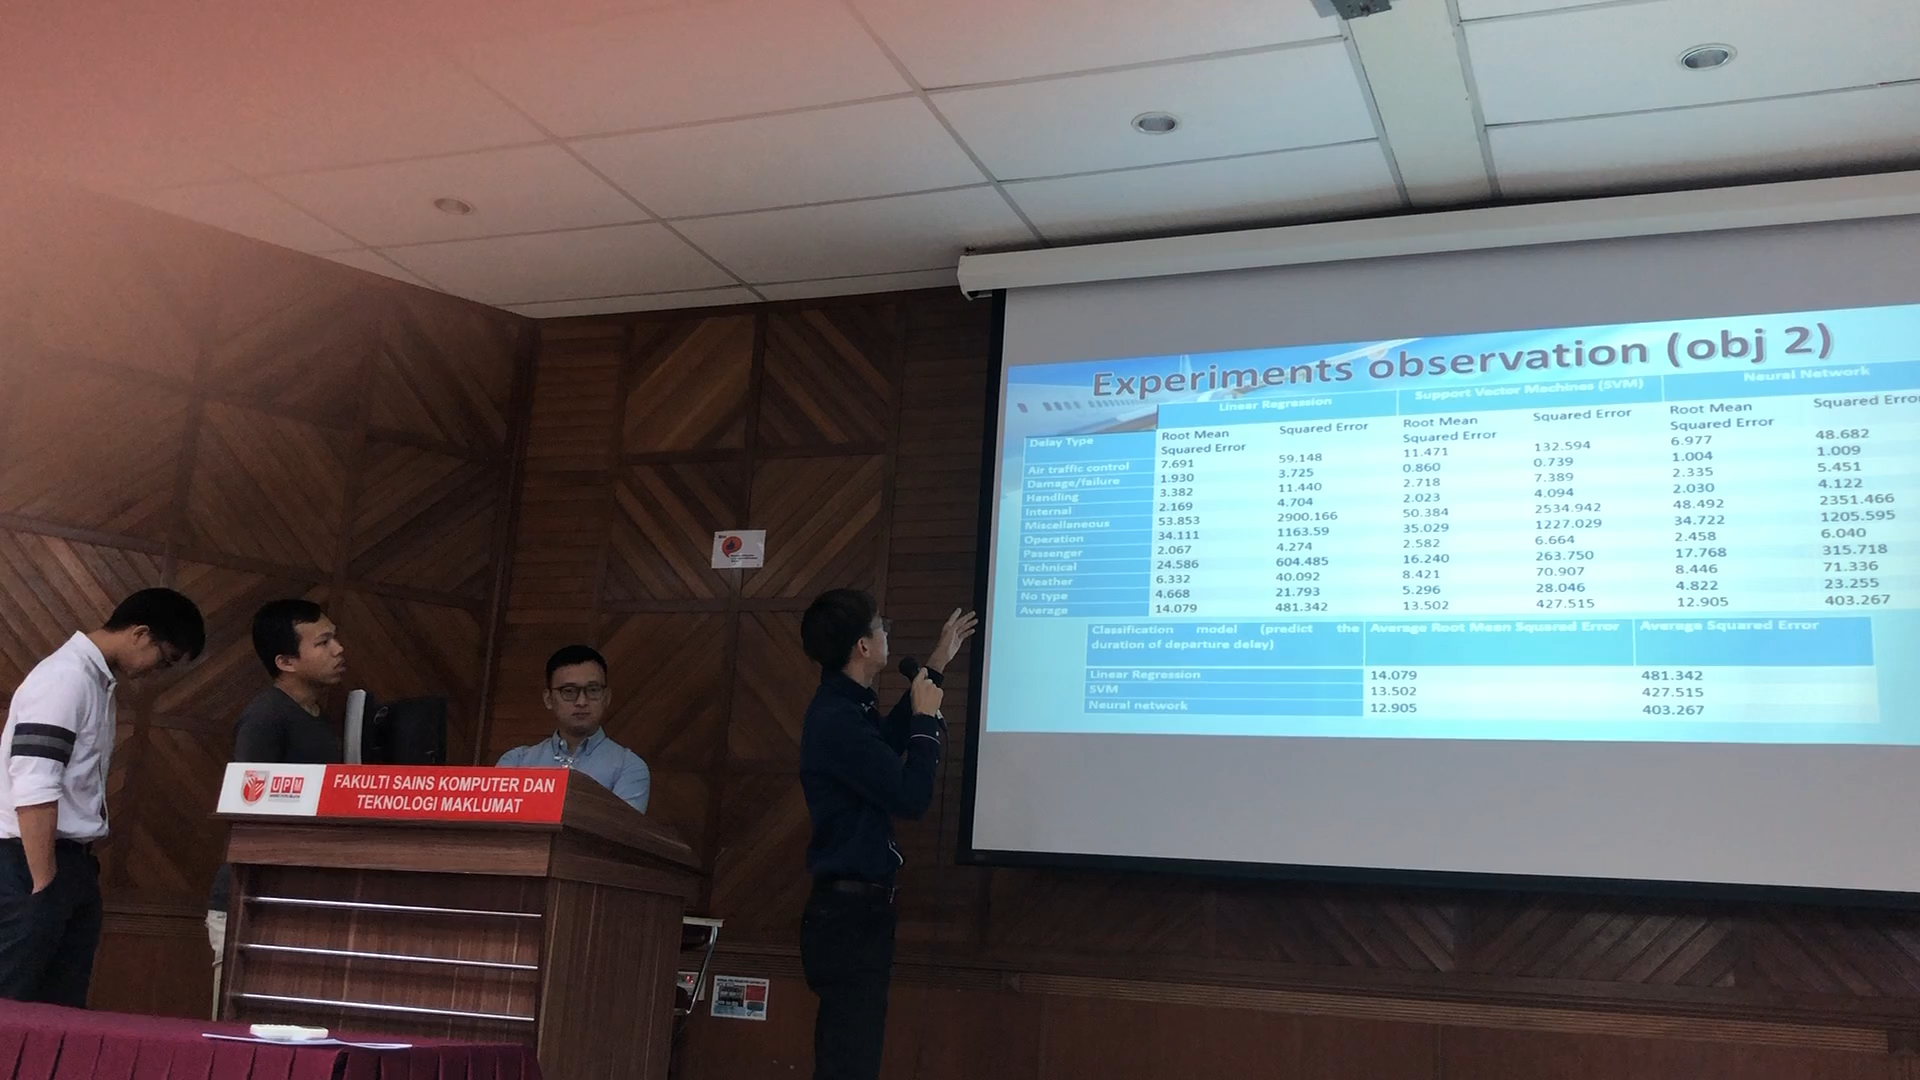 Experiments observation (obj 2)
Linear Regression Support Vector Machines (SVM) Neural Network
Delay Type Root Mean Squared Error Squared Error Root Mean Squared Error Squared Error Root Mean Squared Error Squared Error
Air traffic control 7.691 59.148 11.471 132.594 6.977 48.682
Damage/failure 1.930 3.725 0.860 0.739 1.004 1.009
Handling 3.382 11.440 2.718 7.389 2.335 5.451
Internal 2.169 4.704 2.023 4.094 2.030 4.122
Miscellaneous 53.853 2900.166 50.384 2534.942 48.492 2351.466
Operation 34.111 1163.59 35.029 1227.029 34.722 1205.595
Passenger 2.067 4.274 2.582 6.664 2.458 6.040
Technical 24.586 604.485 16.240 263.750 17.768 315.718
Weather 6.332 40.092 8.421 70.907 8.446 71.336
No type 4.668 21.793 5.296 28.046 4.822 23.255
Average 14.079 481.342 13.502 427.515 12.905 403.267
Classification model (predict the duration of departure delay) Average Root Mean Squared Error Average Squared Error
Linear Regression 14.079 481.342
SVM 13.502 427.515
Neural network 12.905 403.267
UPM
FAKULTI SAINS KOMPUTER DAN
TEKNOLOGI MAKLUMAT